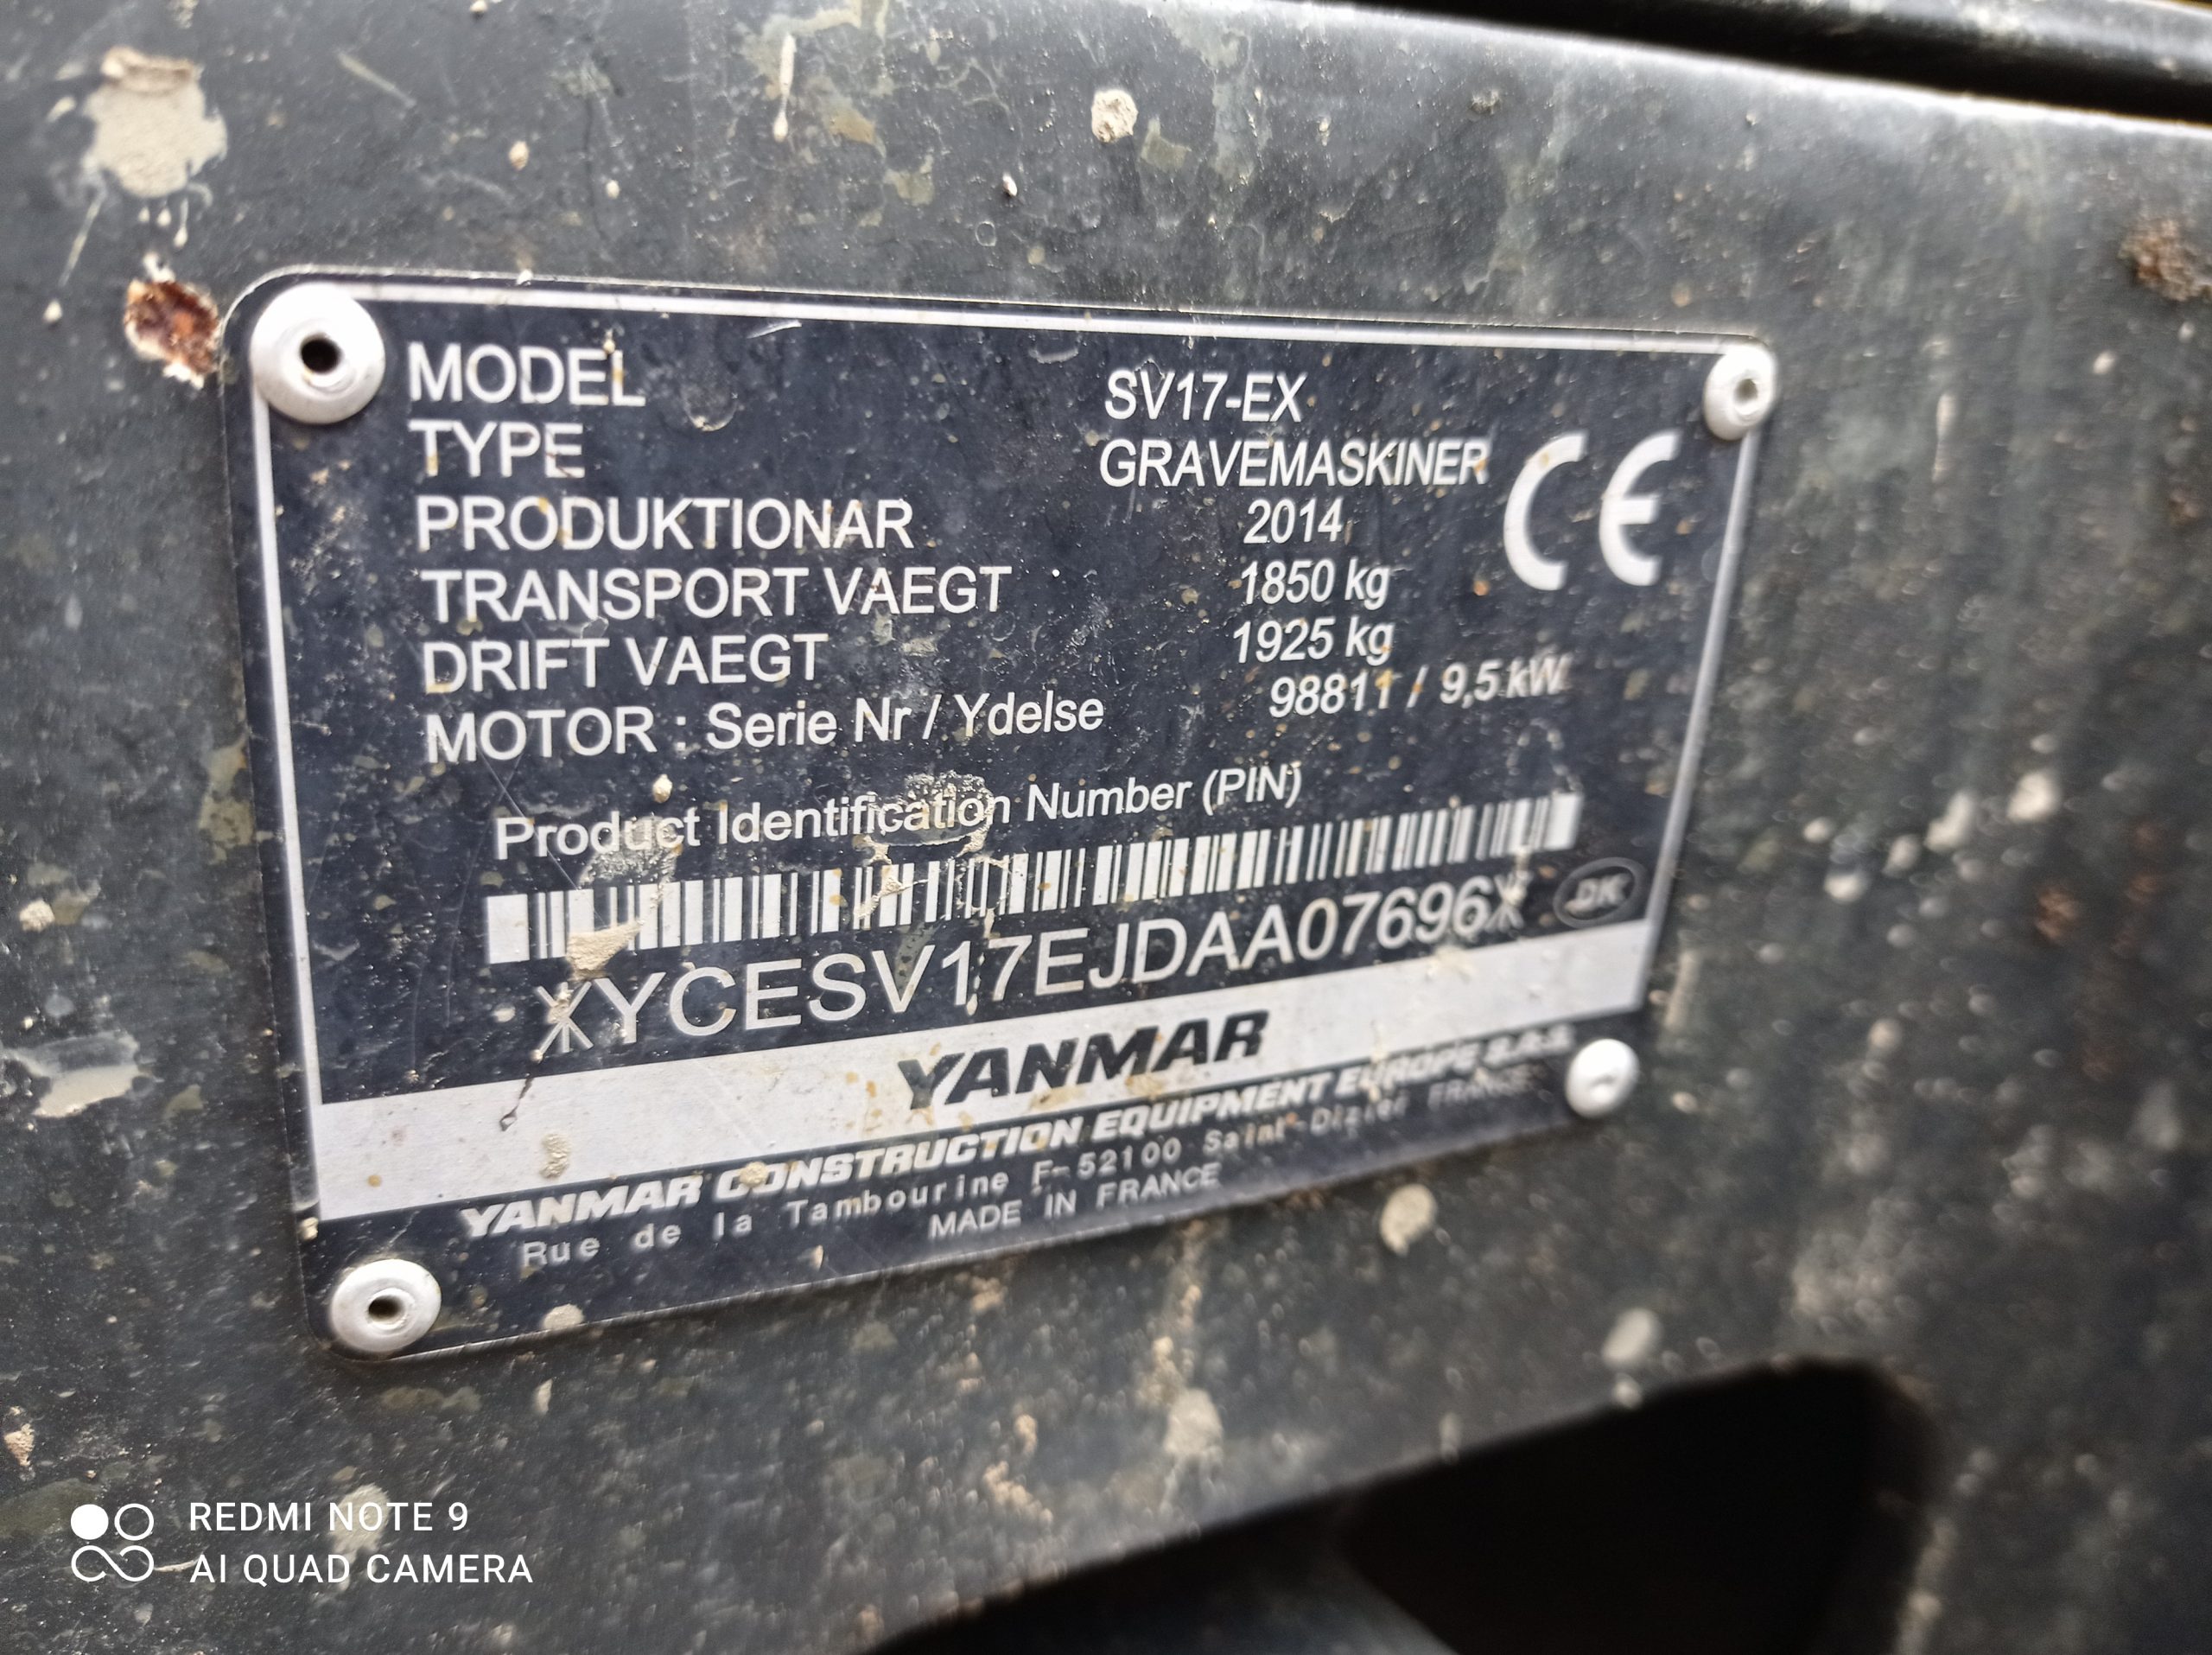 MODEL SV17-EX
TYPE GRAVEMASKINER
PRODUKTIONAR 2014
TRANSPORT VAEGT 1850 kg
DRIFT VAEGT 1925 kg
MOTOR : Serie Nr / Ydelse 98811 / 9,5 kW
CE
Product Identification Number (PIN)
XYCESV17EJDAA07696X
DK
YANMAR
YANMAR CONSTRUCTION EQUIPMENT EUROPE S.A.S.
Rue de la Tambourine F-52100 Saint-Dizier FRANCE
MADE IN FRANCE
REDMI NOTE 9
AI QUAD CAMERA